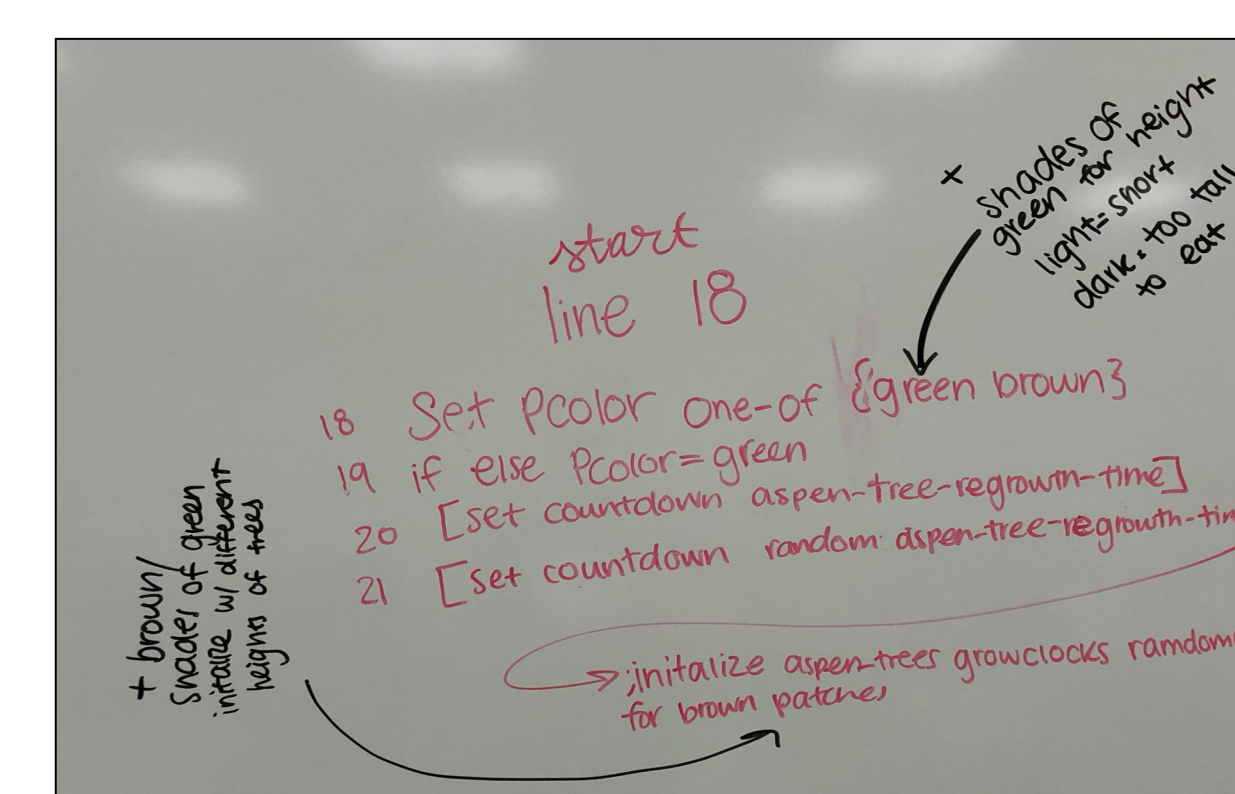 +
shades of
green for height
light = short
dark = too tall
to eat
start
line 18
18 Set Pcolor one-of {green brown}
19 if else Pcolor = green
20 [set countdown aspen-tree-regrowth-time]
21 [set countdown random aspen-tree-regrowth-tim
;initalize aspen-trees growclocks ramdom
for brown patches
+ brown/
shades of green
initalize w/ different
heights of trees